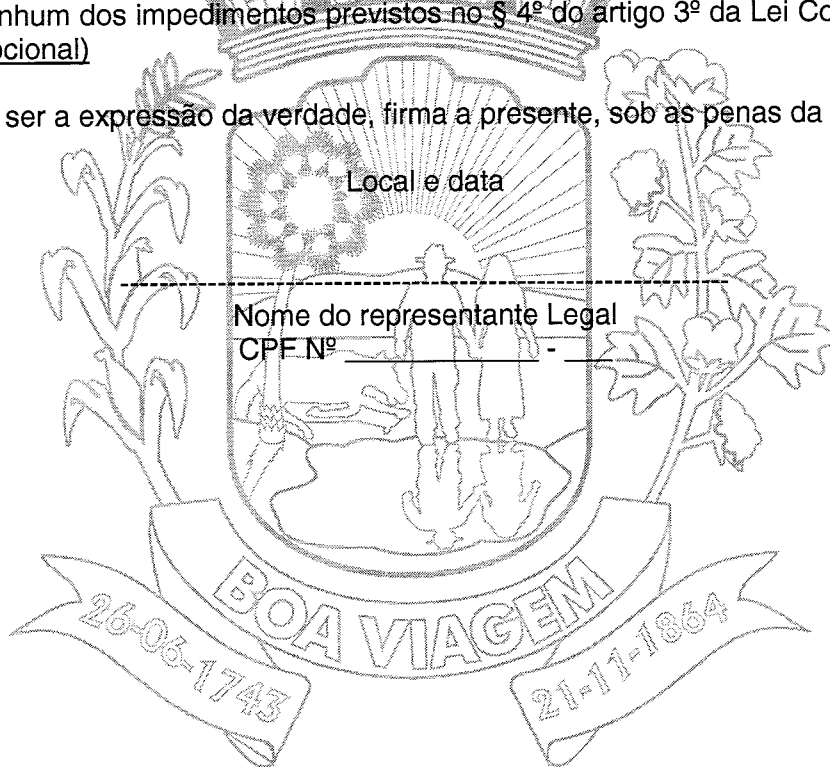 nhum dos impedimentos previstos no § 4º do artigo 3º da Lei Co
ocional)
ser a expressão da verdade, firma a presente, sob as penas da
Local e data
Nome do representante Legal
CPF Nº ____________ - ___
BOA VIAGEM
26-06-1743
21-11-1864